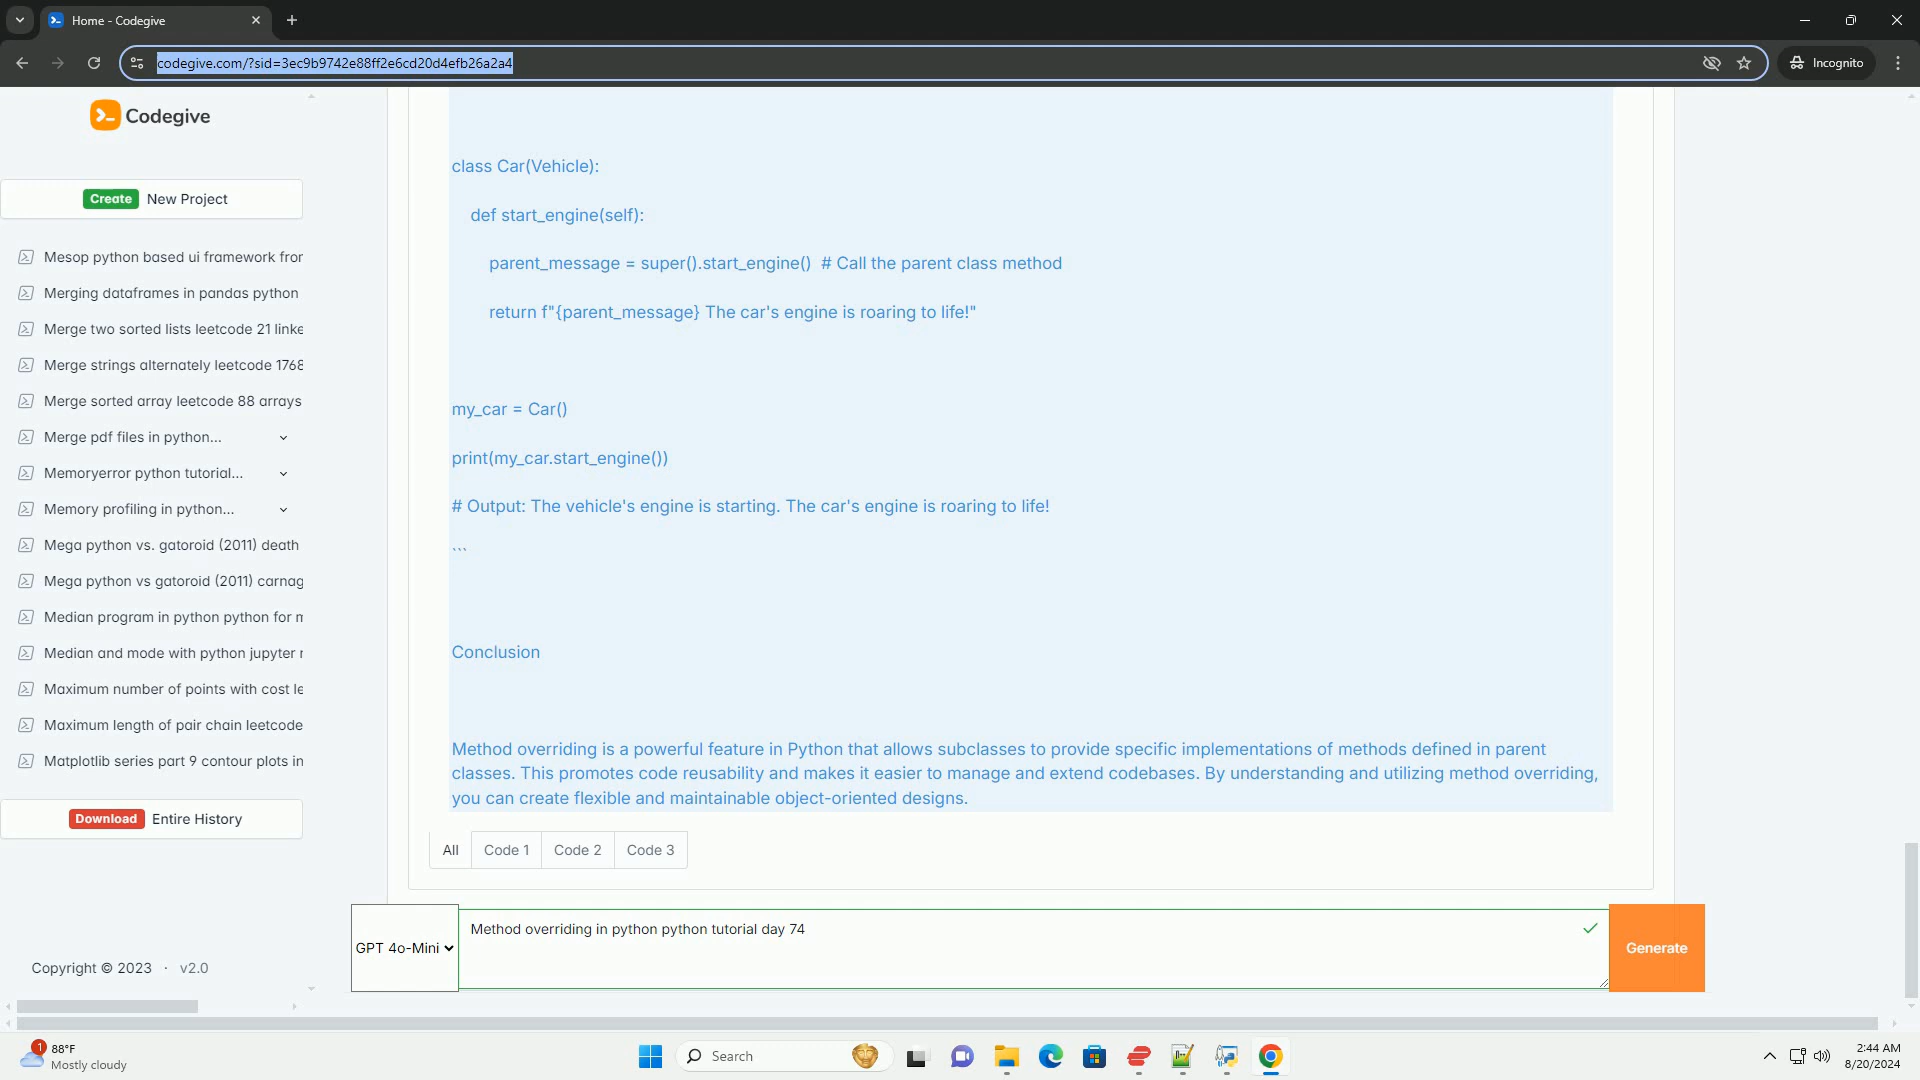 Home - Codegive
codegive.com/?sid=3ec9b9742e88ff2e6cd20d4efb26a2a4
Incognito
Codegive
Create New Project
Mesop python based ui framework fror
Merging dataframes in pandas python
Merge two sorted lists leetcode 21 linke
Merge strings alternately leetcode 1768
Merge sorted array leetcode 88 arrays
Merge pdf files in python...
Memoryerror python tutorial...
Memory profiling in python...
Mega python vs. gatoroid (2011) death
Mega python vs gatoroid (2011) carnag
Median program in python python for m
Median and mode with python jupyter r
Maximum number of points with cost le
Maximum length of pair chain leetcode
Matplotlib series part 9 contour plots in
Download Entire History
Copyright © 2023 · v2.0
class Car(Vehicle):
def start_engine(self):
parent_message = super().start_engine() # Call the parent class method
return f"{parent_message} The car's engine is roaring to life!"
my_car = Car()
print(my_car.start_engine())
# Output: The vehicle's engine is starting. The car's engine is roaring to life!
```
Conclusion
Method overriding is a powerful feature in Python that allows subclasses to provide specific implementations of methods defined in parent
classes. This promotes code reusability and makes it easier to manage and extend codebases. By understanding and utilizing method overriding,
you can create flexible and maintainable object-oriented designs.
All Code 1 Code 2 Code 3
GPT 4o-Mini
Method overriding in python python tutorial day 74
Generate
1
88°F
Mostly cloudy
Search
2:44 AM
8/20/2024